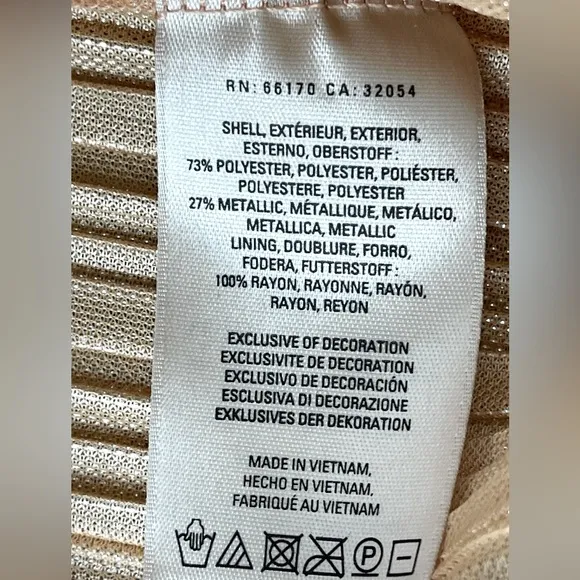 RN: 66170 CA: 32054
SHELL, EXTÉRIEUR, EXTERIOR,
ESTERNO, OBERSTOFF :
73% POLYESTER, POLYESTER, POLIÉSTER,
POLYESTERE, POLYESTER
27% METALLIC, MÉTALLIQUE, METÁLICO,
METALLICA, METALLIC
LINING, DOUBLURE, FORRO,
FODERA, FUTTERSTOFF :
100% RAYON, RAYONNE, RAYÓN,
RAYON, REYON
EXCLUSIVE OF DECORATION
EXCLUSIVITE DE DECORATION
EXCLUSIVO DE DECORACIÓN
ESCLUSIVA DI DECORAZIONE
EXKLUSIVES DER DEKORATION
MADE IN VIETNAM,
HECHO EN VIETNAM,
FABRIQUÉ AU VIETNAM
P